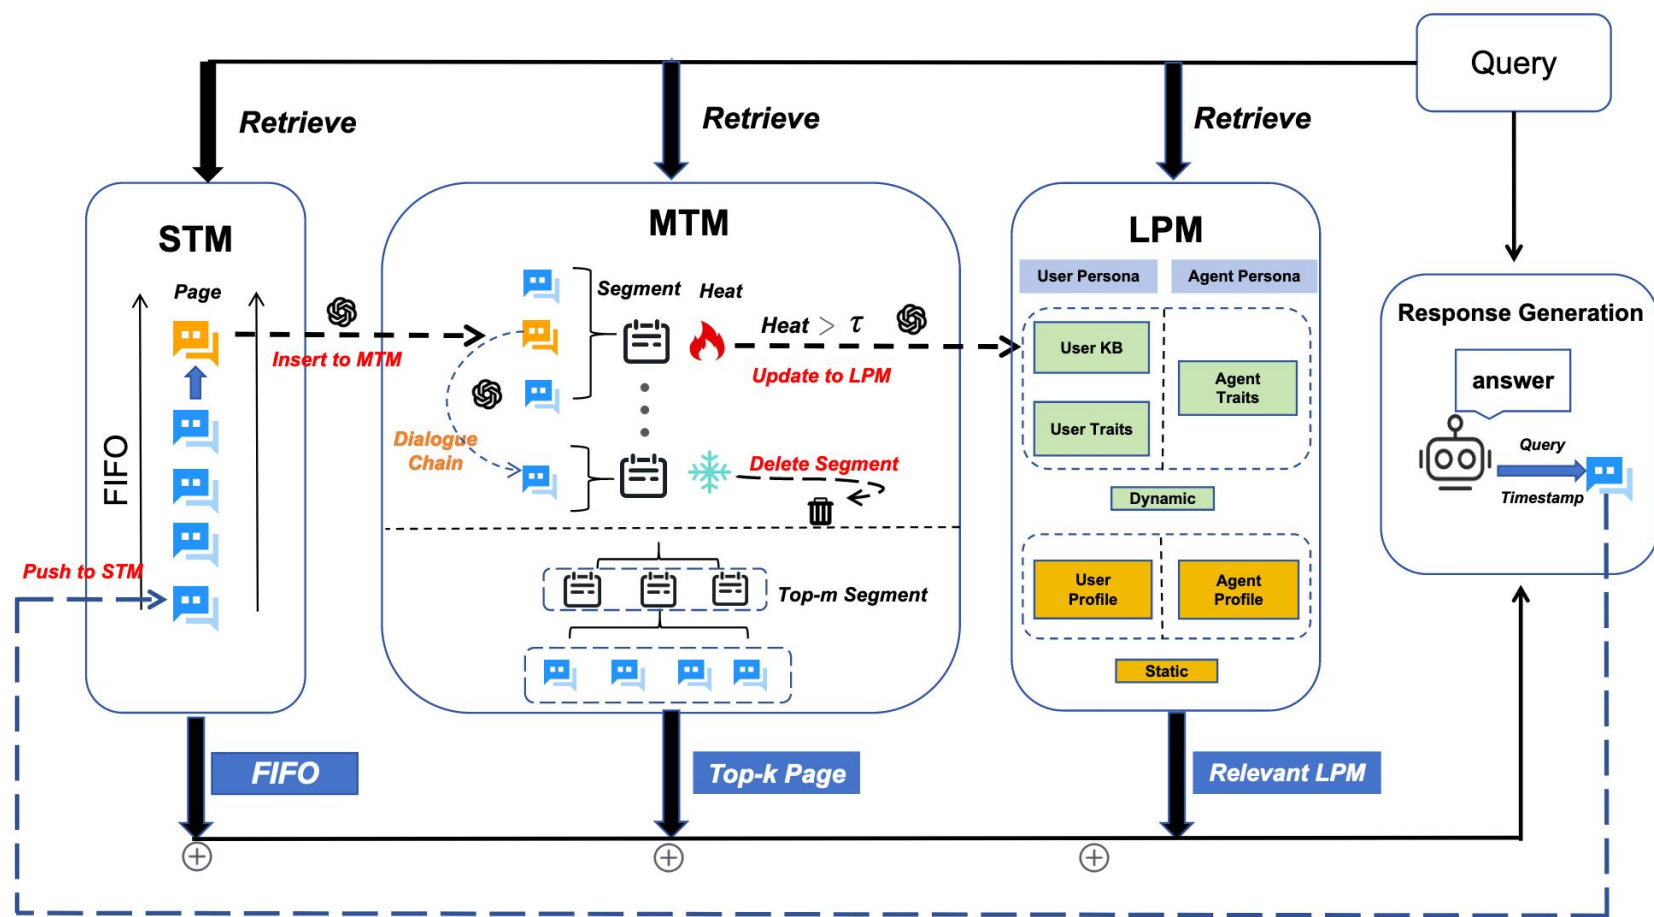 Query
Retrieve
Retrieve
Retrieve
STM
Page
FIFO
Push to STM
Insert to MTM
MTM
Segment
Heat
Dialogue
Chain
Heat > τ
Update to LPM
Delete Segment
Top-m Segment
LPM
User Persona
Agent Persona
User KB
User Traits
Agent
Traits
Dynamic
User
Profile
Agent
Profile
Static
Response Generation
answer
Query
Timestamp
FIFO
Top-k Page
Relevant LPM